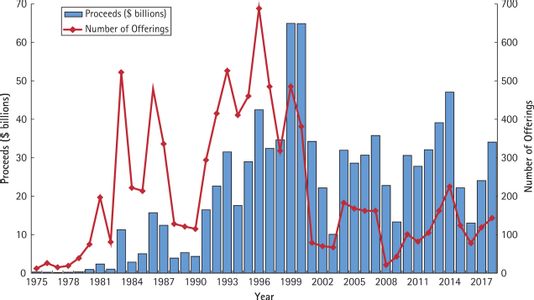 Proceeds ($ billions)
Number of Offerings
70
60
50
40
30
20
10
0
700
600
500
400
300
200
100
0
Proceeds ($ billions)
Number of Offerings
1975 1978 1981 1984 1987 1990 1993 1996 1999 2002 2005 2008 2011 2014 2017
Year